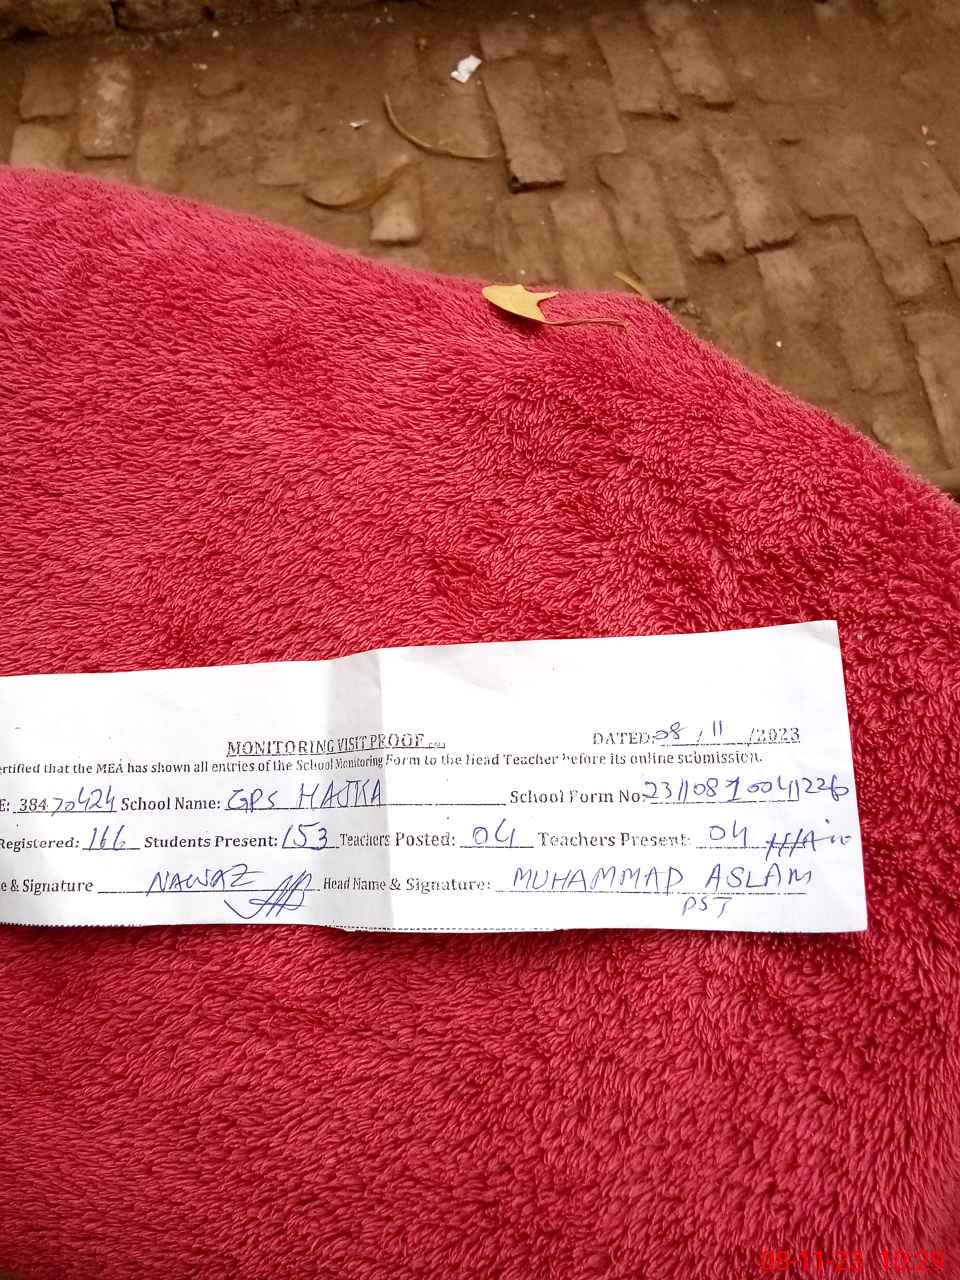 MONITORING VISIT PROOF DATED: 08 / 11 /2023
ertified that the MEA has shown all entries of the School Monitoring Form to the Head Teacher before its online submission.
E: 384 70424 School Name: GPS HAJKA School Form No:
Registered: 166 Students Present: 153 Teachers Posted: 04 Teachers Present: 04
e & Signature NAWAZ Head Name & Signature: MUHAMMAD ASLAM
PST
08-11-23 10:29